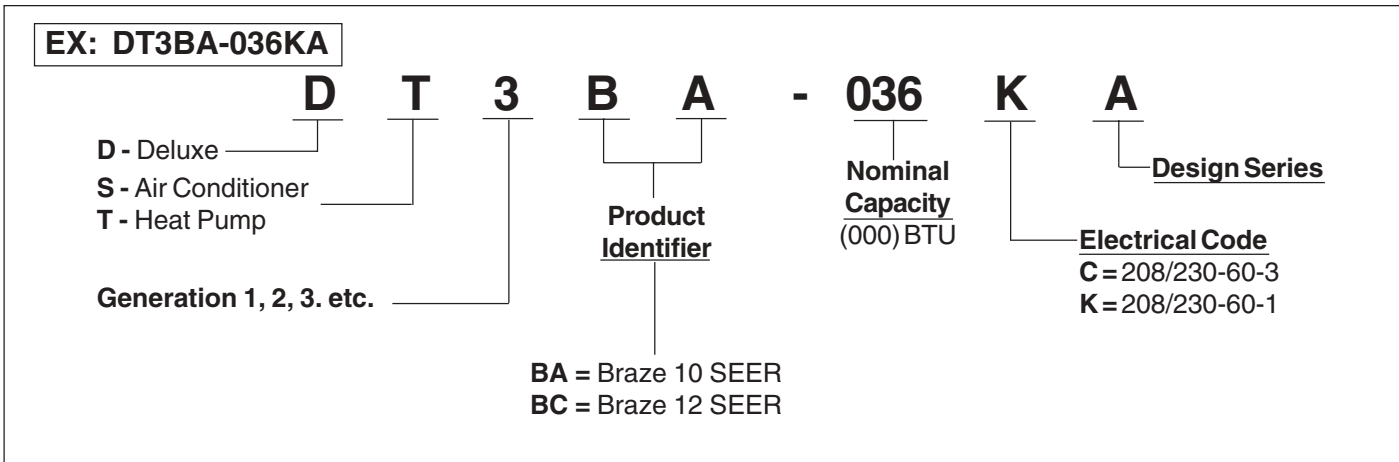 EX: DT3BA-036KA
D T 3 B A - 036 K A
D - Deluxe
S - Air Conditioner
T - Heat Pump
Generation 1, 2, 3. etc.
Product
Identifier
BA = Braze 10 SEER
BC = Braze 12 SEER
Nominal
Capacity
(000) BTU
Design Series
Electrical Code
C = 208/230-60-3
K = 208/230-60-1